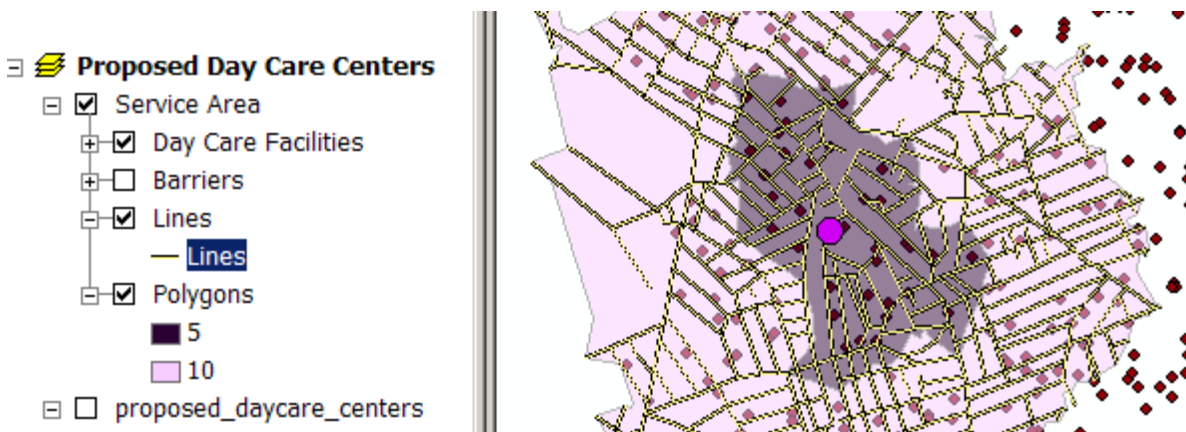 Proposed Day Care Centers
Service Area
Day Care Facilities
Barriers
Lines
Lines
Polygons
5
10
proposed_daycare_centers